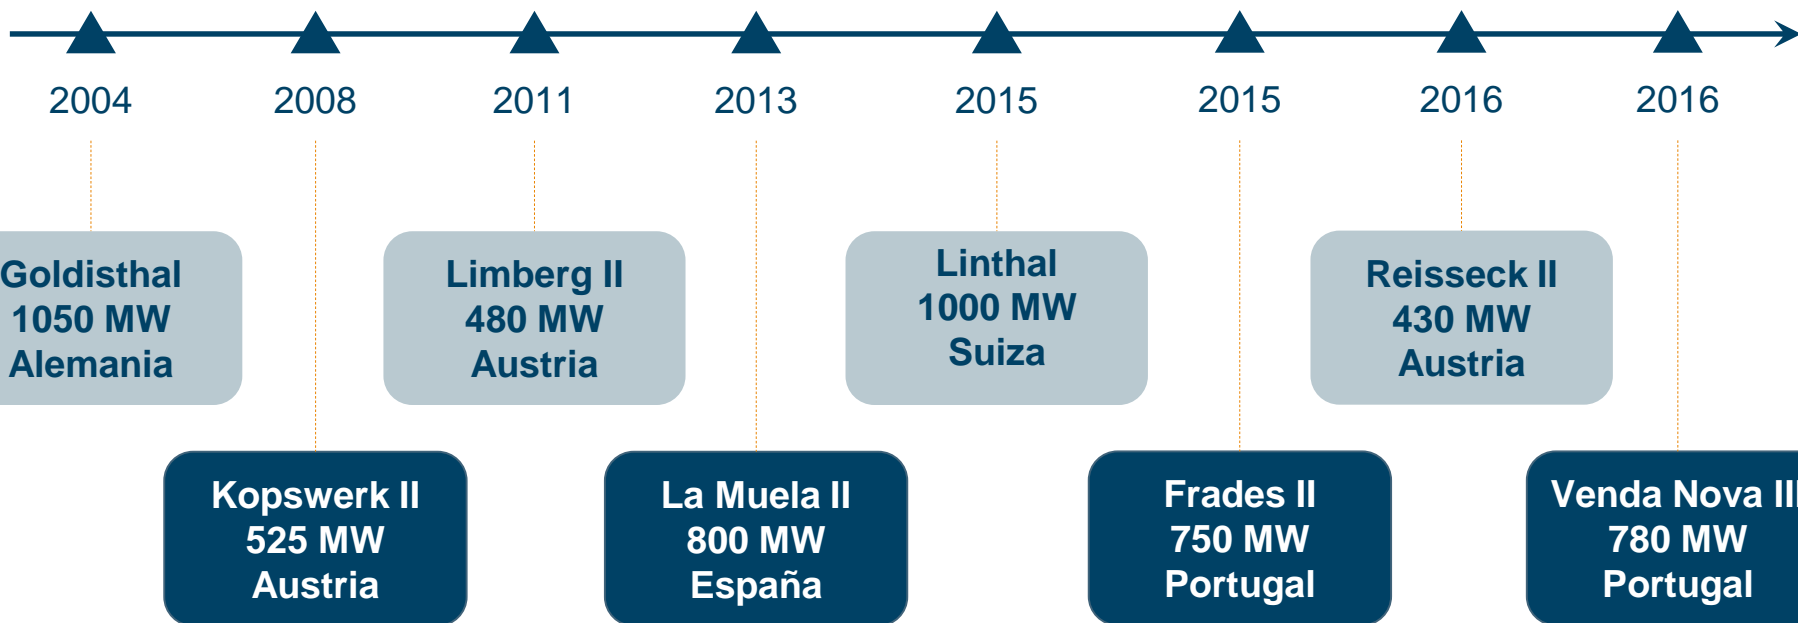 2004
2008
2011
2013
2015
2015
2016
2016
Goldisthal
1050 MW
Alemania
Limberg II
480 MW
Austria
Linthal
1000 MW
Suiza
Reisseck II
430 MW
Austria
Kopswerk II
525 MW
Austria
La Muela II
800 MW
España
Frades II
750 MW
Portugal
Venda Nova III
780 MW
Portugal